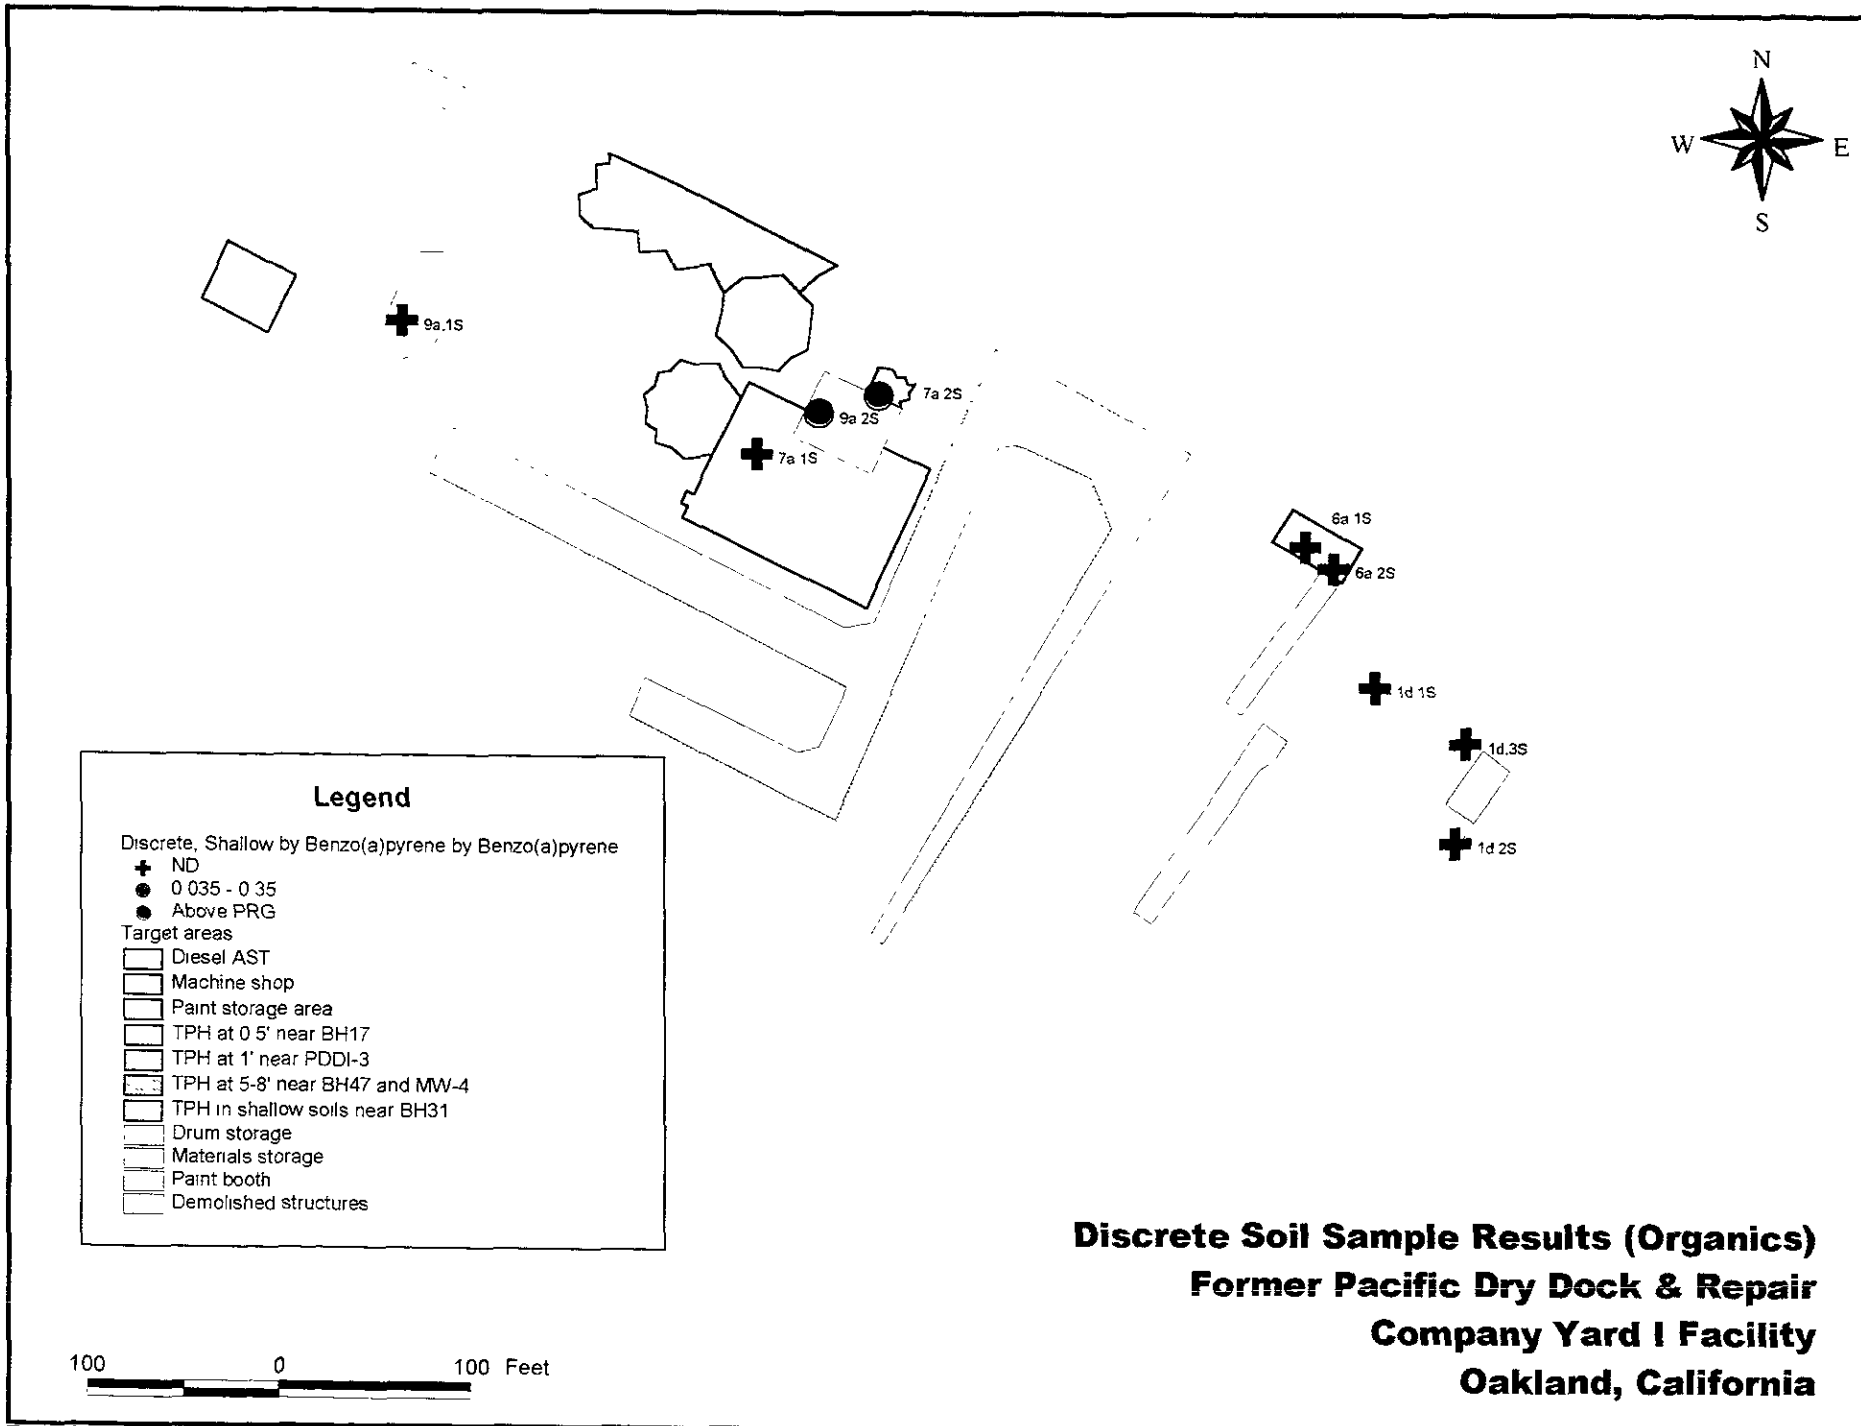 N
W E
S
9a.1S
7a 2S
9a 2S
7a 1S
6a 1S
6a 2S
1d 1S
1d.3S
1d 2S
Legend
Discrete, Shallow by Benzo(a)pyrene by Benzo(a)pyrene
ND
0 035 - 0 35
Above PRG
Target areas
Diesel AST
Machine shop
Paint storage area
TPH at 0 5' near BH17
TPH at 1' near PDDI-3
TPH at 5-8' near BH47 and MW-4
TPH in shallow soils near BH31
Drum storage
Materials storage
Paint booth
Demolished structures
Discrete Soil Sample Results (Organics)
Former Pacific Dry Dock & Repair
Company Yard I Facility
Oakland, California
100 0 100 Feet